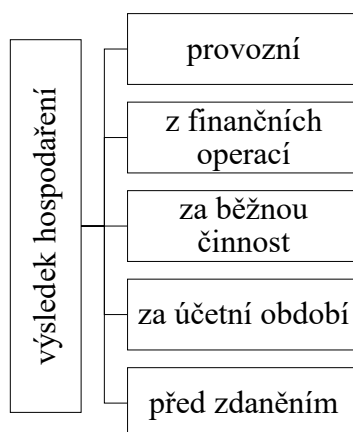 výsledek hospodaření
provozní
z finančních
operací
za běžnou
činnost
za účetní období
před zdaněním